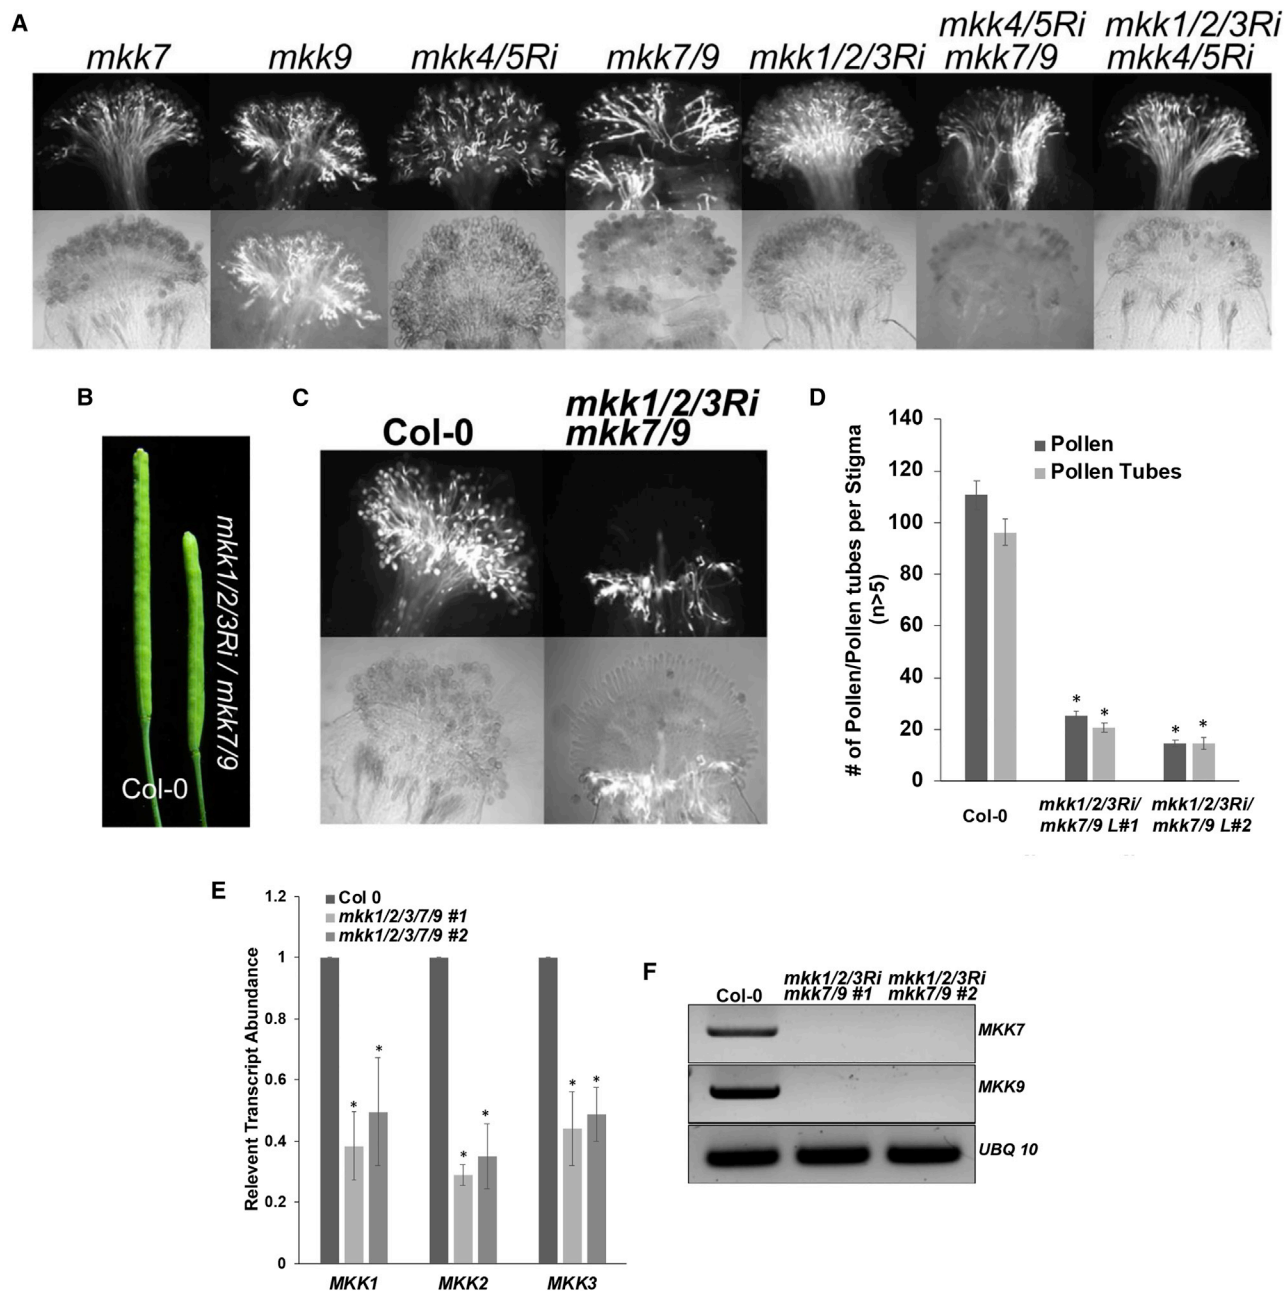 A
mkk7
mkk9
mkk4/5Ri
mkk7/9
mkk1/2/3Ri
mkk4/5Ri
mkk7/9
mkk1/2/3Ri
mkk4/5Ri
B
Col-0
mkk1/2/3Ri / mkk7/9
C
Col-0
mkk1/2/3Ri
mkk7/9
D
# of Pollen/Pollen tubes per Stigma
(n>5)
140
120
100
80
60
40
20
0
Pollen
Pollen Tubes
*
*
*
*
Col-0
mkk1/2/3Ri/
mkk7/9 L#1
mkk1/2/3Ri/
mkk7/9 L#2
E
Relevent Transcript Abundance
1.2
1
0.8
0.6
0.4
0.2
0
Col 0
mkk1/2/3/7/9 #1
mkk1/2/3/7/9 #2
*
*
*
*
*
*
MKK1
MKK2
MKK3
F
Col-0
mkk1/2/3Ri
mkk7/9 #1
mkk1/2/3Ri
mkk7/9 #2
MKK7
MKK9
UBQ 10